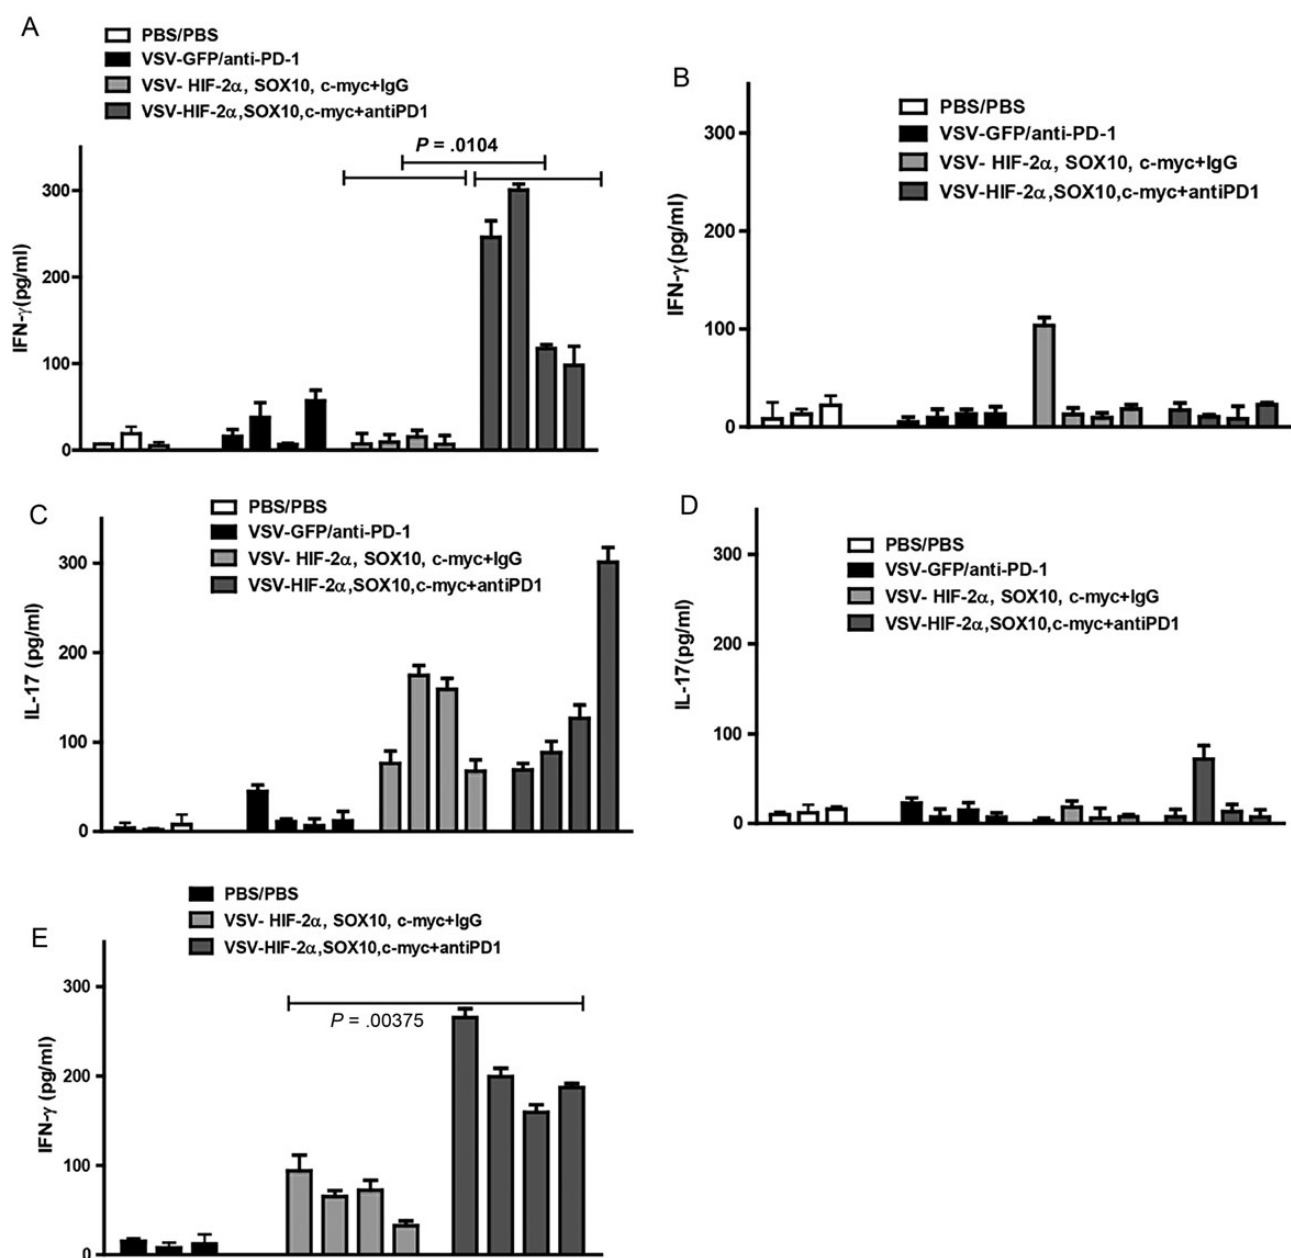 A
PBS/PBS
VSV-GFP/anti-PD-1
VSV- HIF-2α, SOX10, c-myc+IgG
VSV-HIF-2α,SOX10,c-myc+antiPD1
P = .0104
IFN-γ(pg/ml)
300
200
100
0
B
PBS/PBS
VSV-GFP/anti-PD-1
VSV- HIF-2α, SOX10, c-myc+IgG
VSV-HIF-2α,SOX10,c-myc+antiPD1
IFN-γ(pg/ml)
300
200
100
0
C
PBS/PBS
VSV-GFP/anti-PD-1
VSV- HIF-2α, SOX10, c-myc+IgG
VSV-HIF-2α,SOX10,c-myc+antiPD1
IL-17 (pg/ml)
300
200
100
0
D
PBS/PBS
VSV-GFP/anti-PD-1
VSV- HIF-2α, SOX10, c-myc+IgG
VSV-HIF-2α,SOX10,c-myc+antiPD1
IL-17(pg/ml)
300
200
100
0
E
PBS/PBS
VSV- HIF-2α, SOX10, c-myc+IgG
VSV-HIF-2α,SOX10,c-myc+antiPD1
P = .00375
IFN-γ (pg/ml)
300
200
100
0